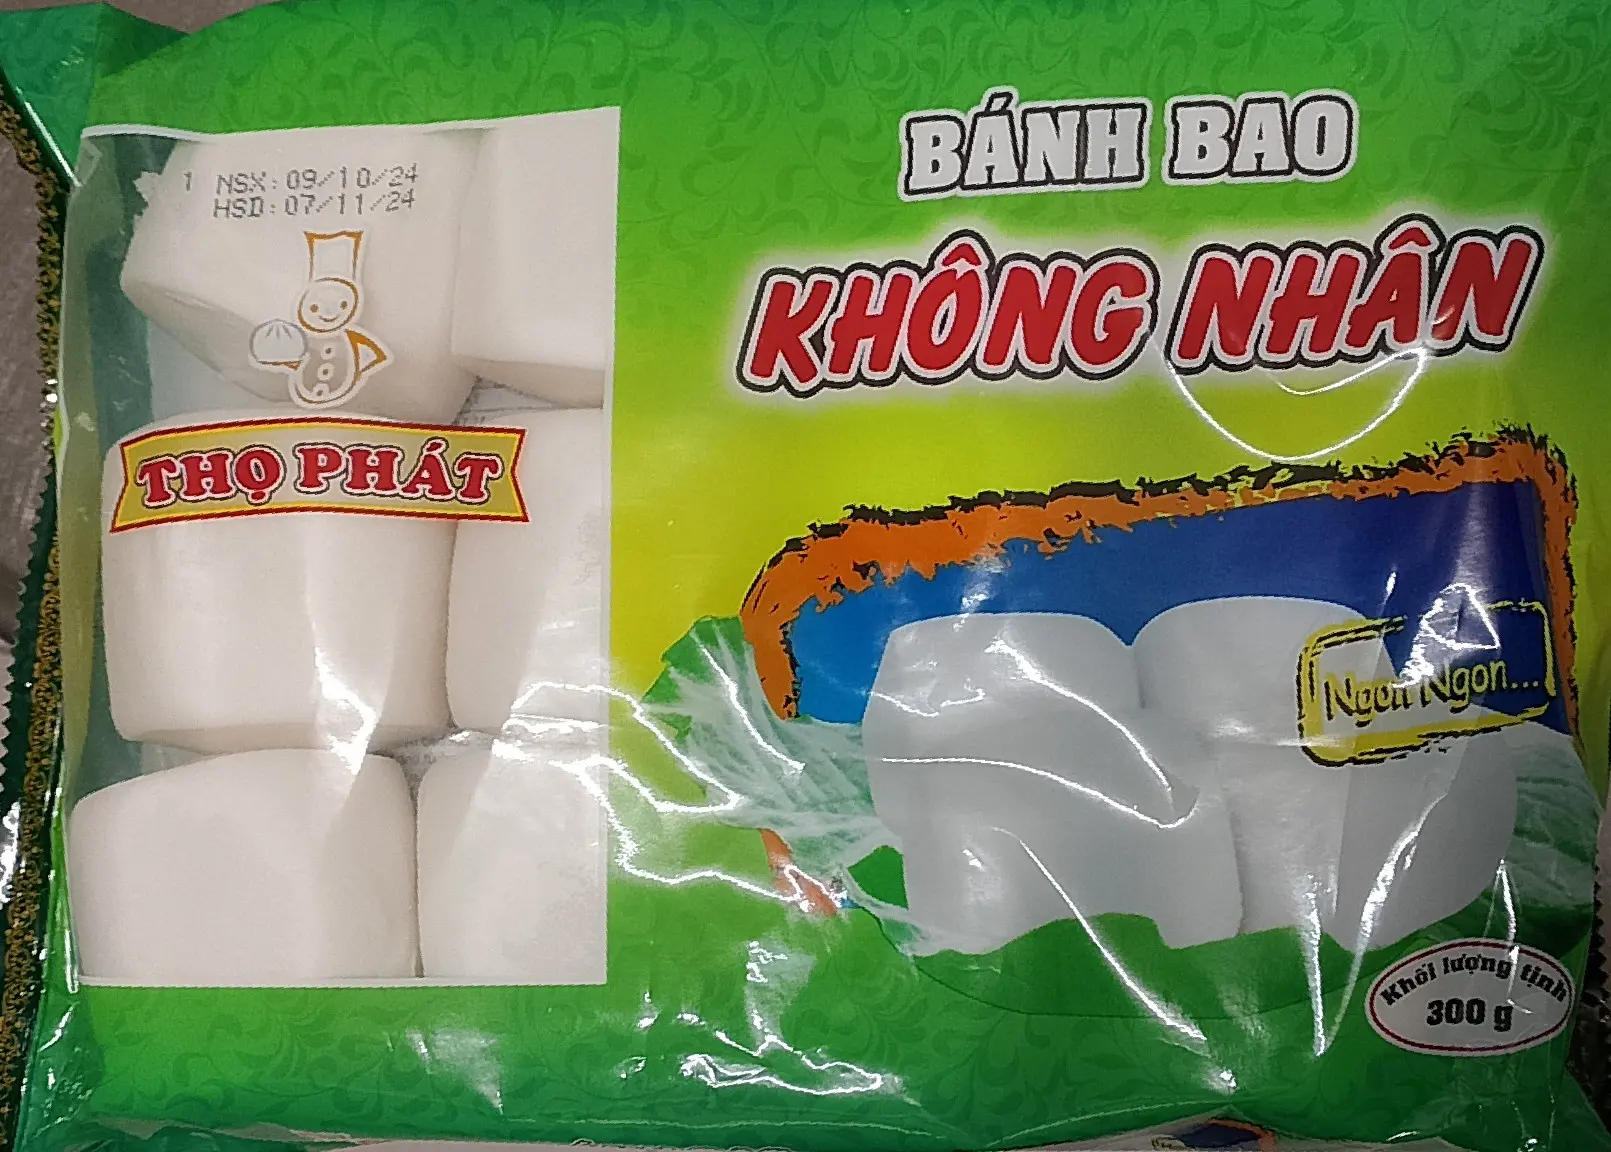 1 NSX: 09/10/24
HSD: 07/11/24
THỌ PHÁT
BÁNH BAO
KHÔNG NHÂN
Ngon Ngon...
Khối lượng tịnh
300 g